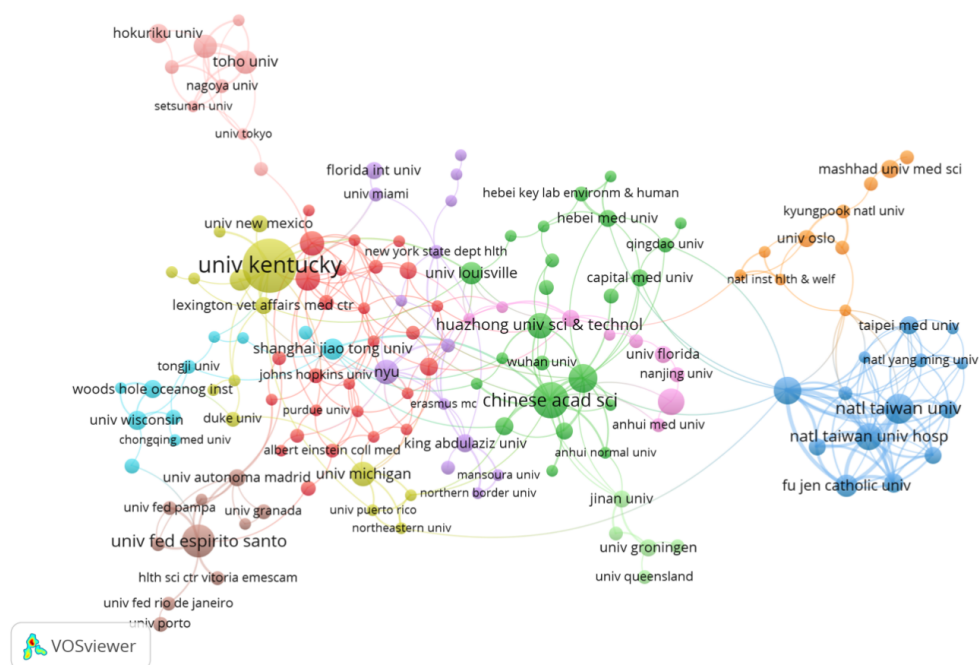 hokuriku univ
toho univ
nagoya univ
setsunan univ
univ tokyo
florida int univ
univ miami
hebei key lab environm & human
mashhad univ med sci
univ new mexico
hebei med univ
kyungpook natl univ
new york state dept hlth
qingdao univ
univ oslo
univ kentucky
univ louisville
capital med univ
natl inst hlth & welf
lexington vet affairs med ctr
huazhong univ sci & technol
taipei med univ
shanghai jiao tong univ
wuhan univ
univ florida
natl yang ming univ
tongji univ
johns hopkins univ
nyu
nanjing univ
woods hole oceanog inst
erasmus mc
chinese acad sci
natl taiwan univ
univ wisconsin
duke univ
purdue univ
anhui med univ
chongqing med univ
albert einstein coll med
king abdulaziz univ
anhui normal univ
natl taiwan univ hosp
univ autonoma madrid
univ michigan
mansoura univ
northern border univ
fu jen catholic univ
jinan univ
univ fed pampa
univ granada
univ puerto rico
northeastern univ
univ fed espirito santo
univ groningen
hlth sci ctr vitoria emescam
univ queensland
univ fed rio de janeiro
univ porto
VOSviewer